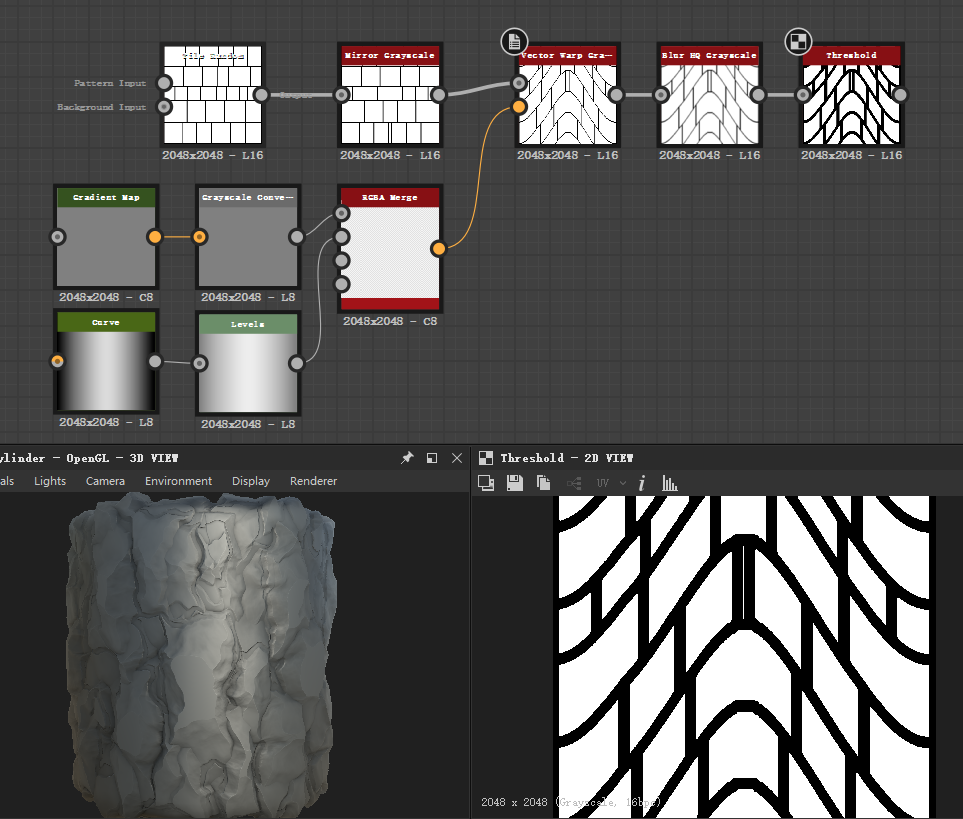 Tile Random
Mirror Grayscale
Vector Warp Gra—
Blur HQ Grayscale
Threshold
Pattern Input
Background Input
Output
2048x2048 - L16
2048x2048 - L16
2048x2048 - L16
2048x2048 - L16
2048x2048 - L16
Gradient Map
Grayscale Conve—
RGBA Merge
2048x2048 - C8
2048x2048 - L8
2048x2048 - C8
Curve
Levels
2048x2048 - L8
2048x2048 - L8
ylinder - OpenGL - 3D VIEW
als Lights Camera Environment Display Renderer
Threshold - 2D VIEW
UV
2048 x 2048 (Grayscale, 16bpc)